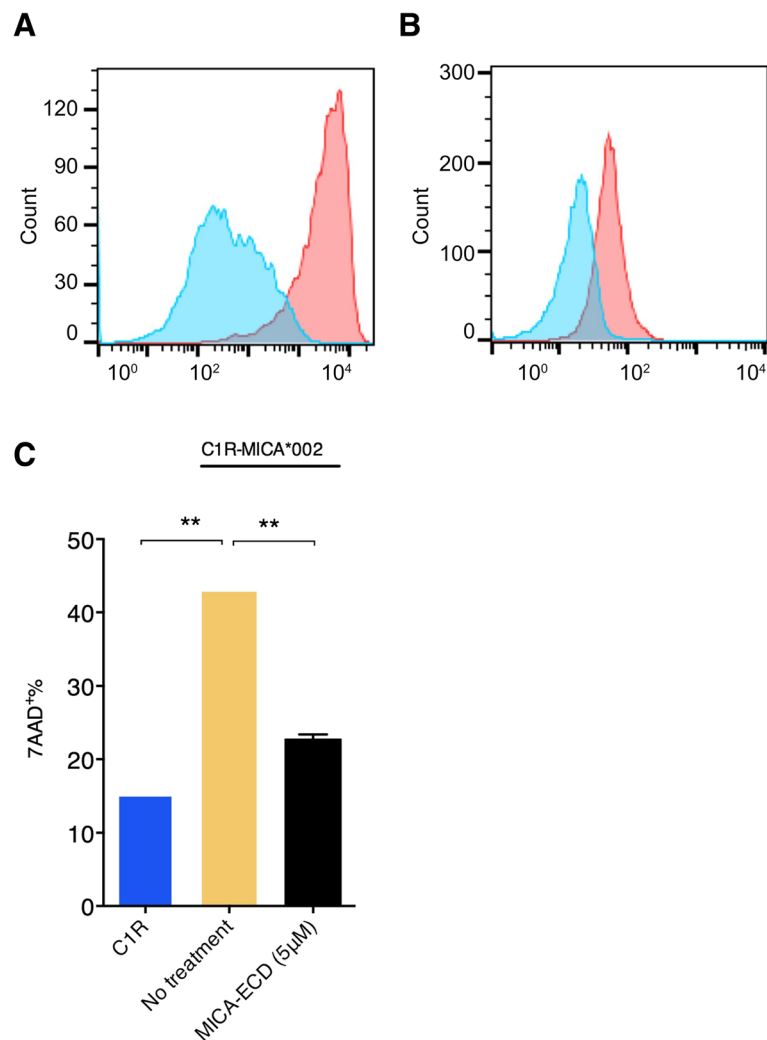 A
B
120
90
60
30
0
Count
10⁰ 10² 10⁴
300
200
100
0
Count
10⁰ 10² 10⁴
C
C1R-MICA*002
** **
50
40
30
20
10
0
7AAD⁺%
C1R
No treatment
MICA-ECD (5µM)